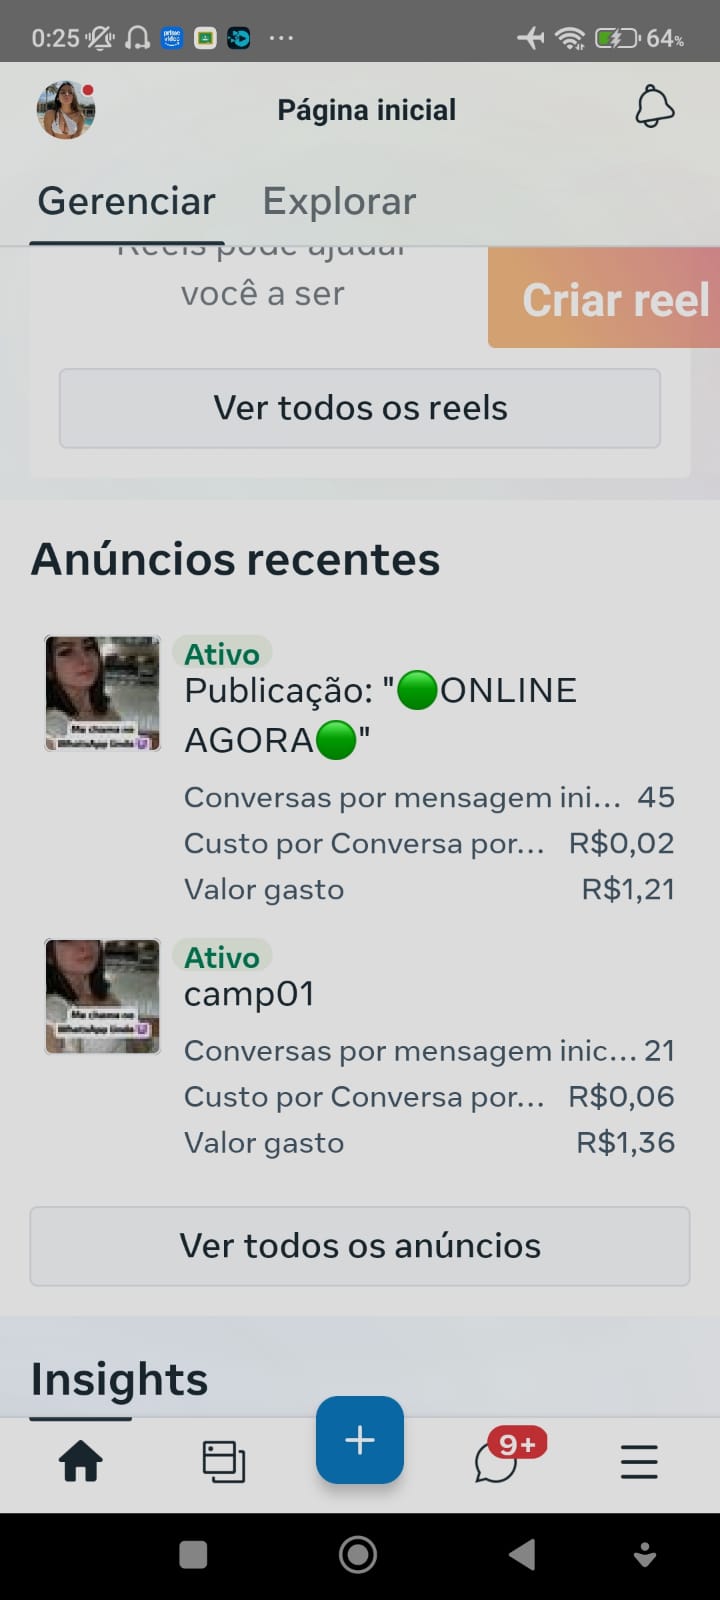 0:25
64%
Página inicial
Gerenciar Explorar
Reels pode ajudar
você a ser
Criar reel
Ver todos os reels
Anúncios recentes
Ativo
Publicação: "🟢ONLINE
AGORA🟢"
Conversas por mensagem ini... 45
Custo por Conversa por... R$0,02
Valor gasto R$1,21
Me chama no
WhatsApp lindo
Ativo
camp01
Conversas por mensagem inic... 21
Custo por Conversa por... R$0,06
Valor gasto R$1,36
Me chama no
WhatsApp lindo
Ver todos os anúncios
Insights
9+